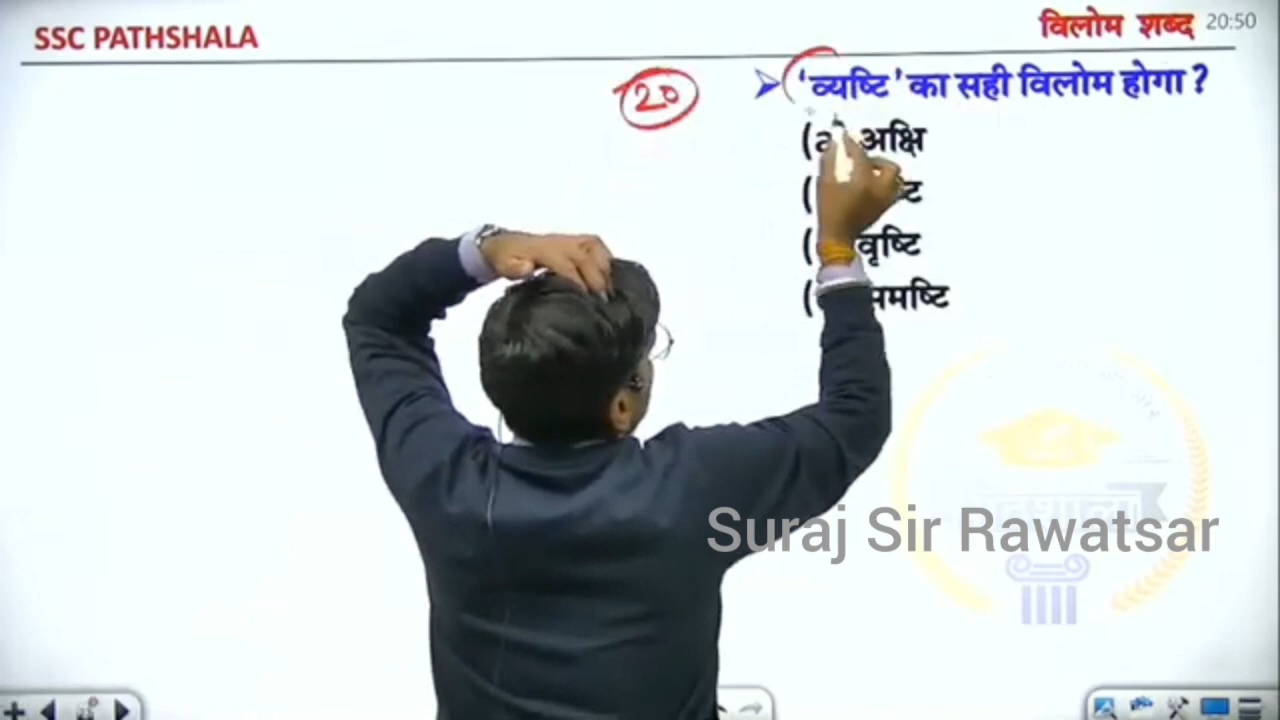 SSC PATHSHALA
विलोम शब्द 20:50
20 ➢ 'व्यष्टि' का सही विलोम होगा ?
(a) अक्षि
(
( वृष्टि
( समष्टि
Suraj Sir Rawatsar